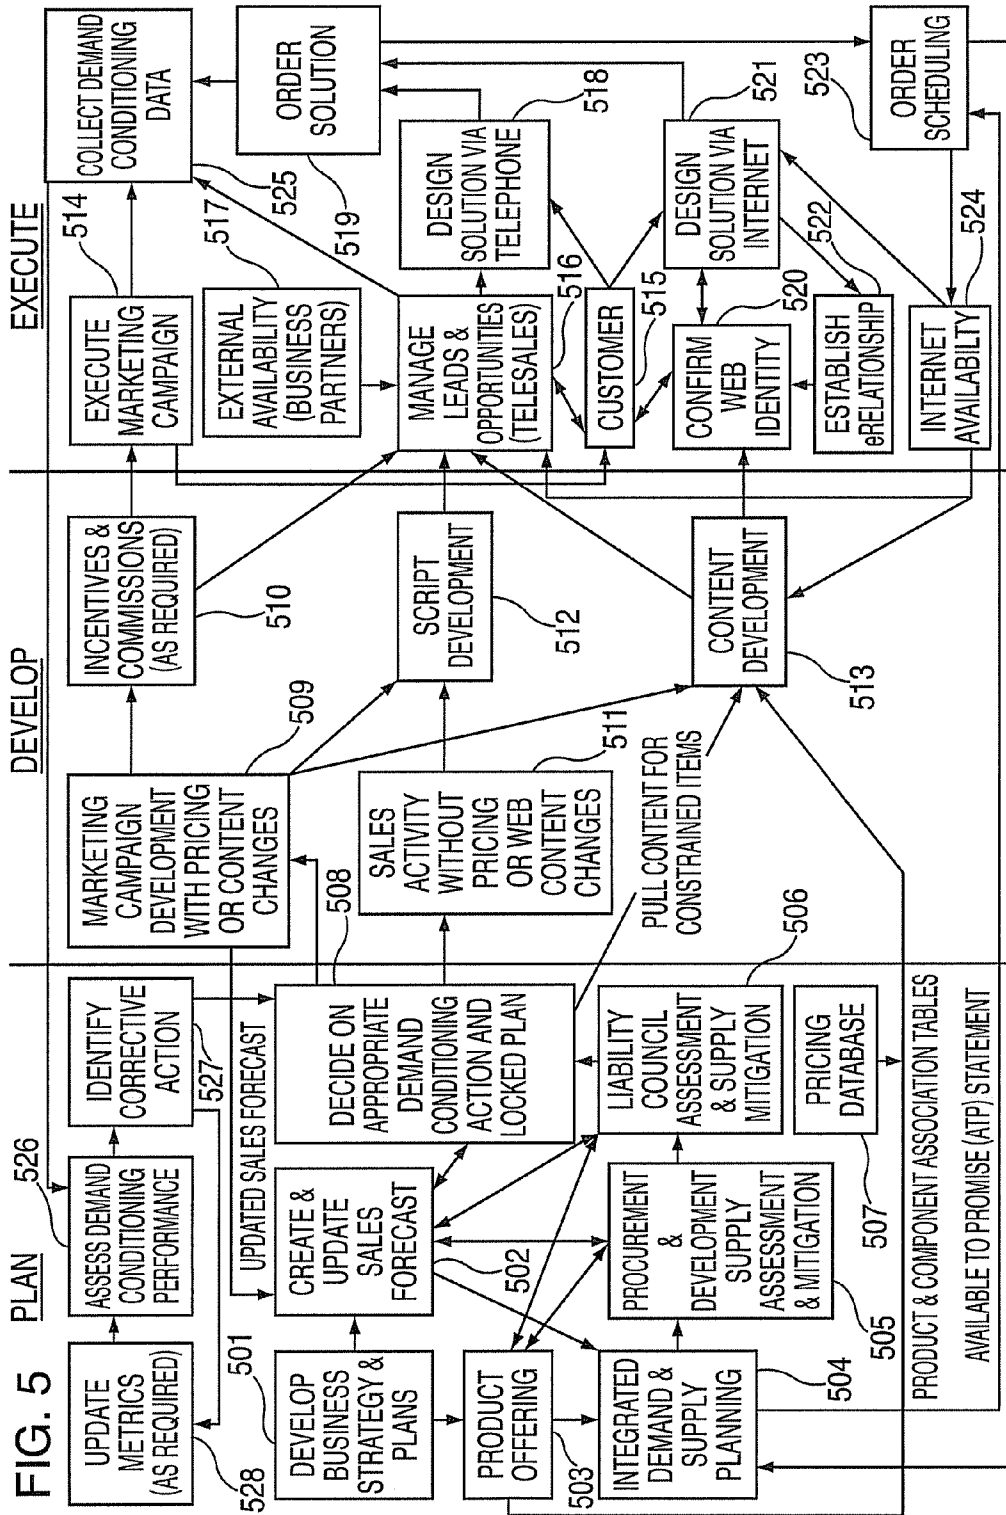 FIG. 5
PLAN
DEVELOP
EXECUTE
UPDATE
METRICS
(AS REQUIRED)
528
526
ASSESS DEMAND
CONDITIONING
PERFORMANCE
IDENTIFY
CORRECTIVE
ACTION
527
UPDATED SALES FORECAST
501
DEVELOP
BUSINESS
STRATEGY &
PLANS
CREATE &
UPDATE
SALES
FORECAST
502
DECIDE ON
APPROPRIATE
DEMAND
CONDITIONING
ACTION AND
LOCKED PLAN
508
PRODUCT
OFFERING
503
INTEGRATED
DEMAND &
SUPPLY
PLANNING
504
PROCUREMENT
&
DEVELOPMENT
SUPPLY
ASSESSMENT
& MITIGATION
505
LIABILITY
COUNCIL
ASSESSMENT
& SUPPLY
MITIGATION
506
PRICING
DATABASE
507
PRODUCT & COMPONENT ASSOCIATION TABLES
AVAILABLE TO PROMISE (ATP) STATEMENT
MARKETING
CAMPAIGN
DEVELOPMENT
WITH PRICING
OR CONTENT
CHANGES
509
INCENTIVES &
COMMISSIONS
(AS REQUIRED)
510
SALES
ACTIVITY
WITHOUT
PRICING
OR WEB
CONTENT
CHANGES
511
SCRIPT
DEVELOPMENT
512
PULL CONTENT FOR
CONSTRAINED ITEMS
CONTENT
DEVELOPMENT
513
EXECUTE
MARKETING
CAMPAIGN
514
COLLECT DEMAND
CONDITIONING
DATA
525
EXTERNAL
AVAILABILITY
(BUSINESS
PARTNERS)
517
ORDER
SOLUTION
519
MANAGE
LEADS &
OPPORTUNITIES
(TELESALES)
516
DESIGN
SOLUTION VIA
TELEPHONE
518
CUSTOMER
515
CONFIRM
WEB
IDENTITY
520
DESIGN
SOLUTION VIA
INTERNET
521
ESTABLISH
eRELATIONSHIP
522
INTERNET
AVAILABILTY
524
ORDER
SCHEDULING
523